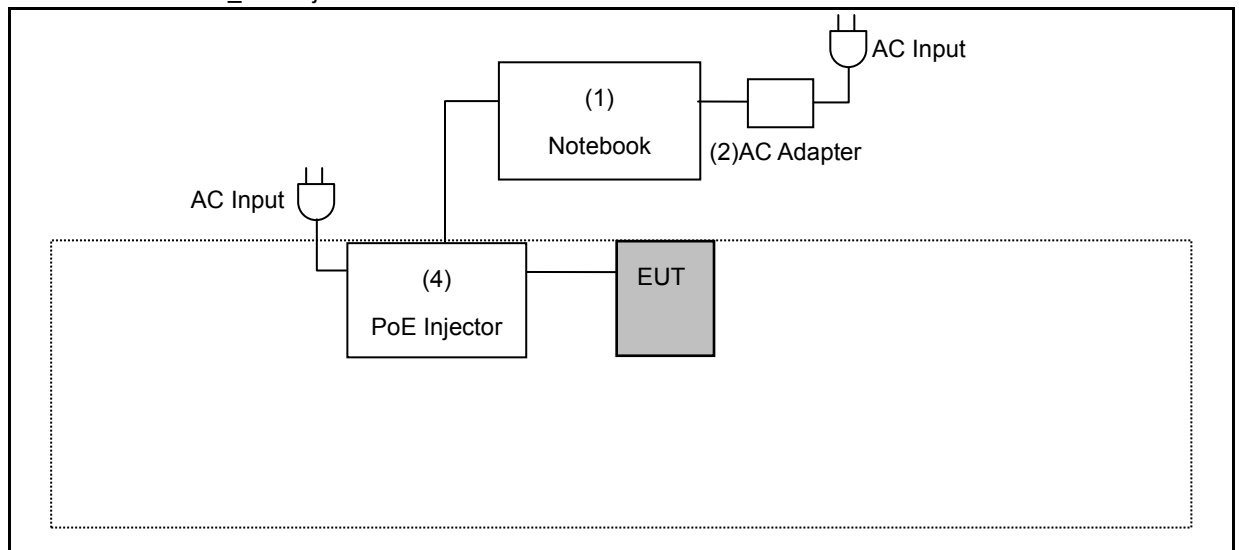 AC Input
(1)
Notebook
(2)AC Adapter
AC Input
(4)
PoE Injector
EUT